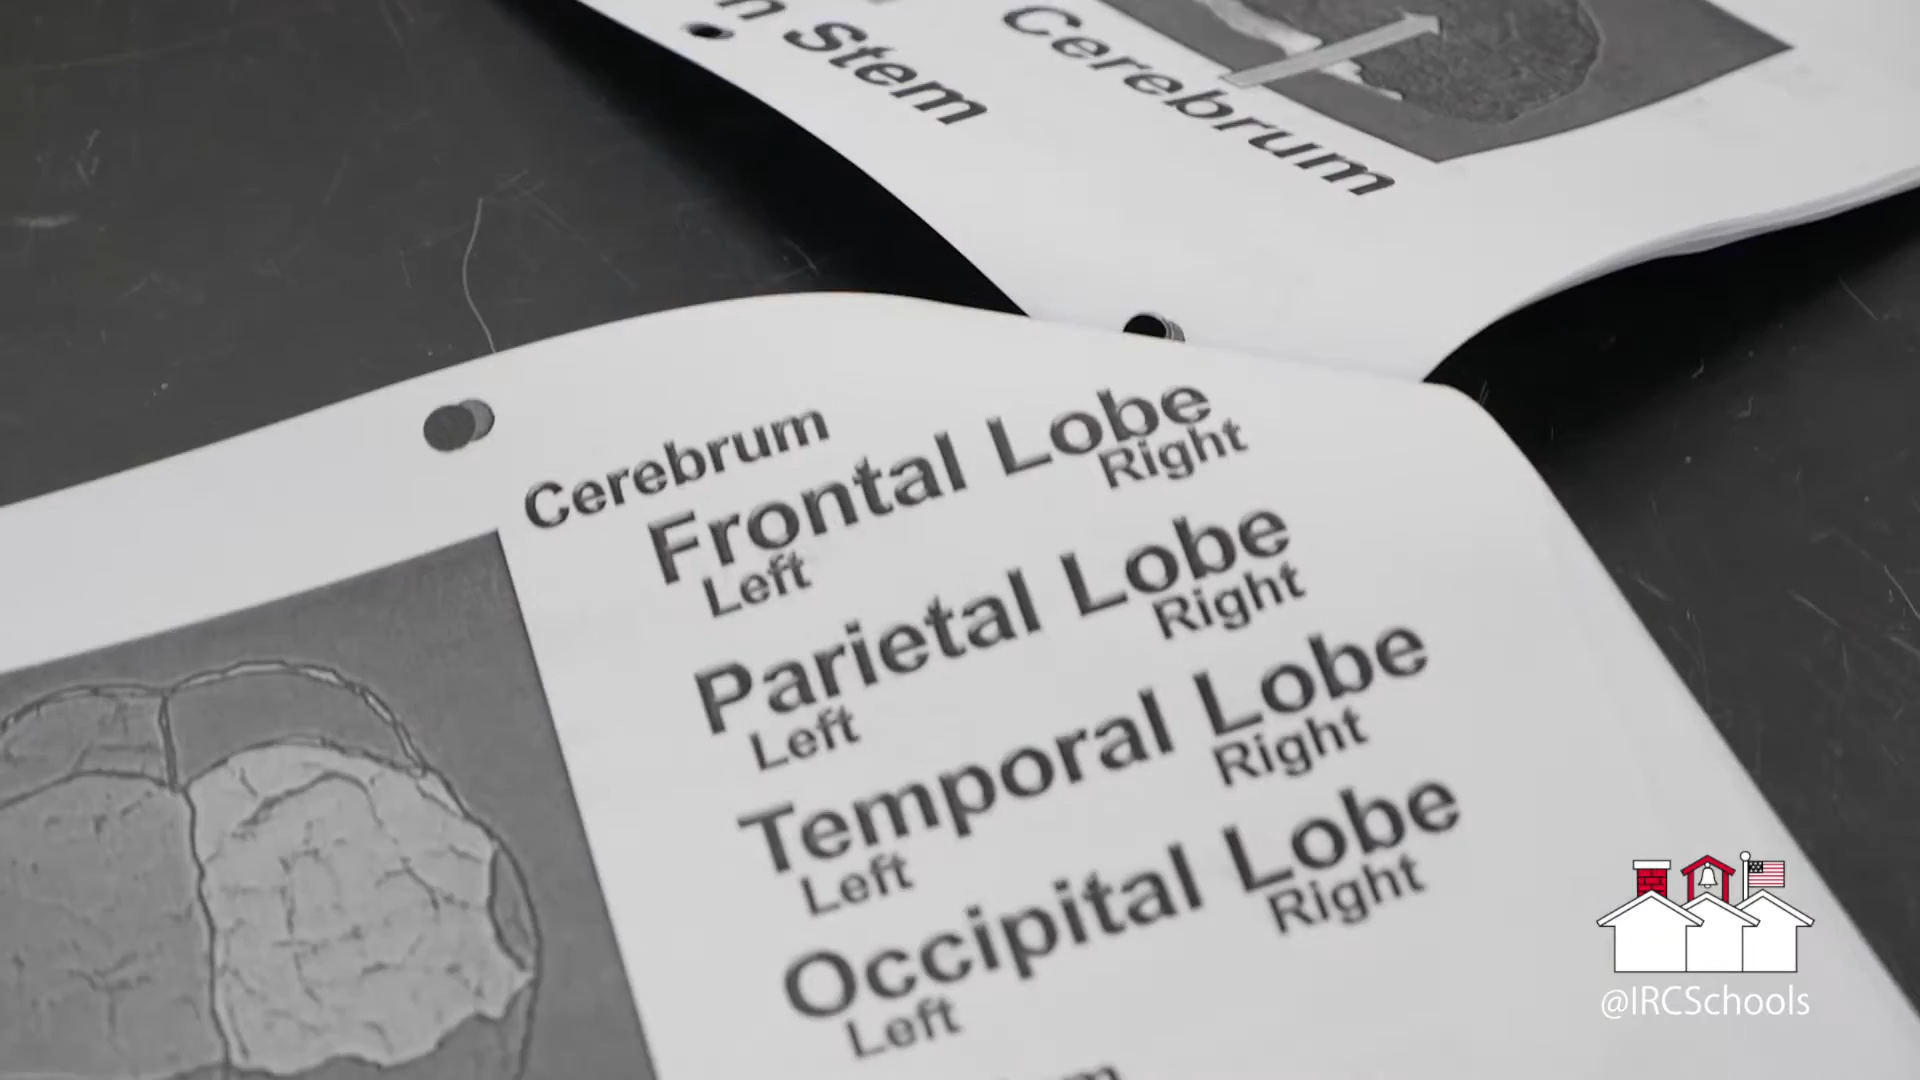 Stem
Cerebrum
Cerebrum
Frontal Lobe
Left Right
Parietal Lobe
Left Right
Temporal Lobe
Left Right
Occipital Lobe
Left Right
@IRCSchools